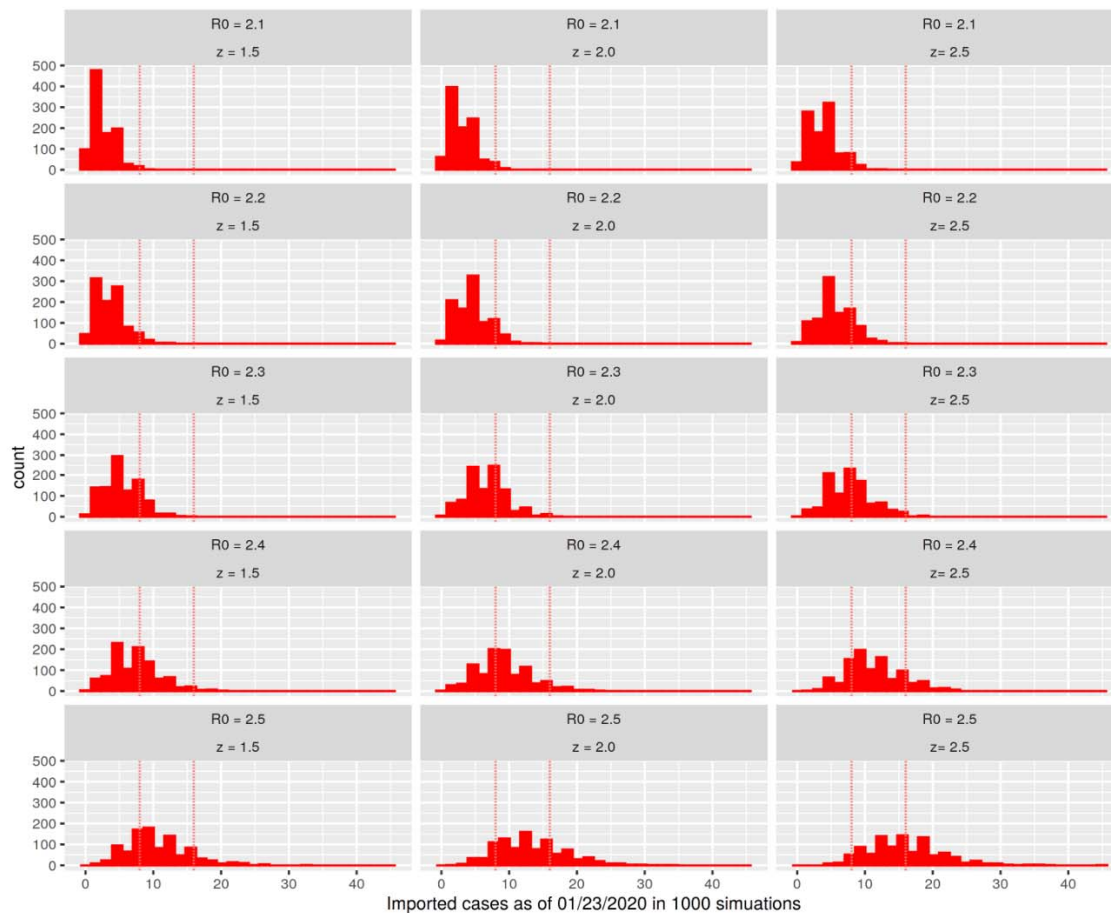 R0 = 2.1 R0 = 2.1 R0 = 2.1
z = 1.5 z = 2.0 z = 2.5
500
400
300
200
100
0
R0 = 2.2 R0 = 2.2 R0 = 2.2
z = 1.5 z = 2.0 z = 2.5
500
400
300
200
100
0
R0 = 2.3 R0 = 2.3 R0 = 2.3
z = 1.5 z = 2.0 z= 2.5
500
400
300
200
100
0
count
R0 = 2.4 R0 = 2.4 R0 = 2.4
z = 1.5 z = 2.0 z= 2.5
500
400
300
200
100
0
R0 = 2.5 R0 = 2.5 R0 = 2.5
z = 1.5 z = 2.0 z= 2.5
500
400
300
200
100
0
0 10 20 30 40 0 10 20 30 40 0 10 20 30 40
Imported cases as of 01/23/2020 in 1000 simuations